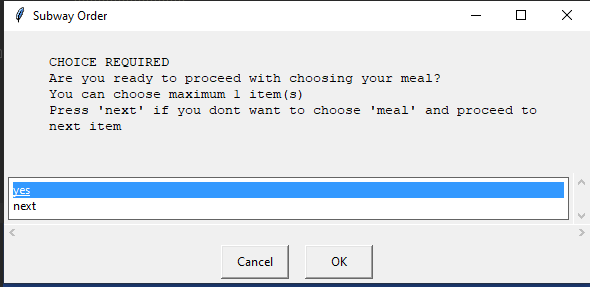 Subway Order
CHOICE REQUIRED
Are you ready to proceed with choosing your meal?
You can choose maximum 1 item(s)
Press 'next' if you dont want to choose 'meal' and proceed to
next item
yes
next
Cancel
OK